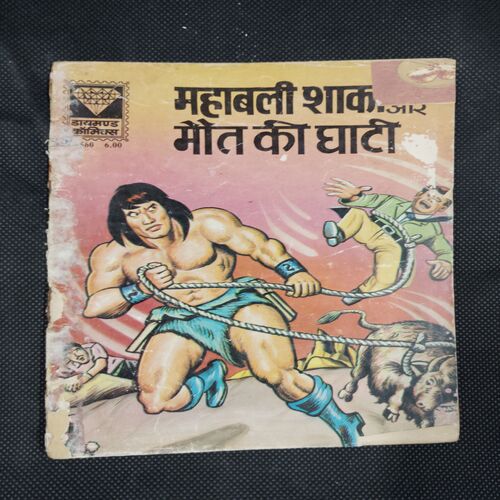 डायमण्ड
कॉमिक्स
6.00
महाबली शाका और
मौत की घाटी